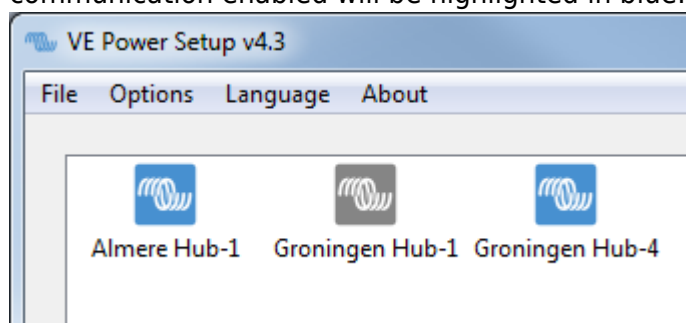 communication enabled will be highlighted in blue.
VE Power Setup v4.3
File Options Language About
Almere Hub-1 Groningen Hub-1 Groningen Hub-4